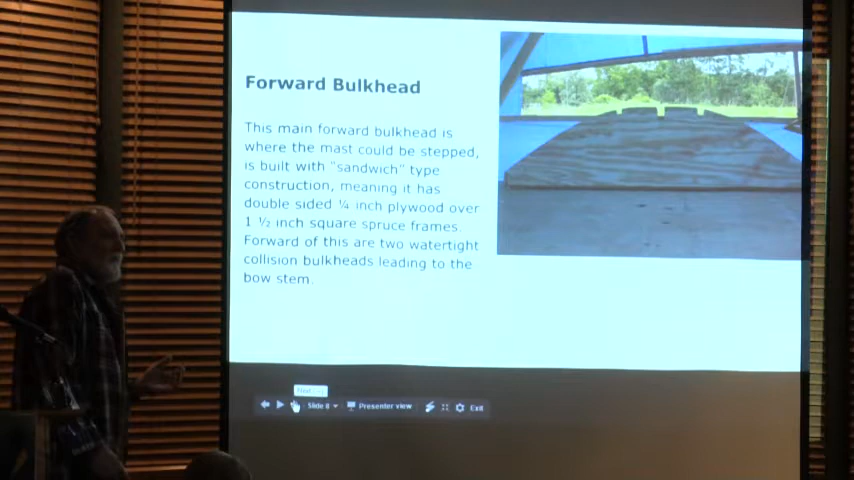 Forward Bulkhead
This main forward bulkhead is
where the mast could be stepped,
is built with "sandwich" type
construction, meaning it has
double sided ¼ inch plywood over
1 ½ inch square spruce frames.
Forward of this are two watertight
collision bulkheads leading to the
bow stem.
Slide 8
Presenter view
Exit